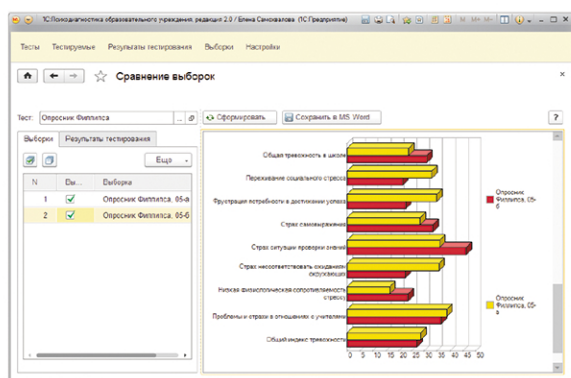 1С:Психодиагностика образовательного учреждения, редакция 2.0 / Елена Самохвалова (1С:Предприятие)
M M+ M-
Тесты Тестируемые Результаты тестирования Выборки Настройки
Сравнение выборок
Тест: Опросник Филлипса ... Сформировать Сохранить в MS Word ?
Выборки Результаты тестирования
Еще
N Вы... Выборка
1 Опросник Филлипса, 05-а
2 Опросник Филлипса, 05-б
Общая тревожность в школе
Переживание социального стресса
Фрустрация потребности в достижении успеха
Страх самовыражения
Страх ситуации проверки знаний
Страх несоответствовать ожиданиям
окружающих
Низкая физиологическая сопротивляемость
стрессу
Проблемы и страхи в отношениях с учителями
Общий индекс тревожности
0 5 10 15 20 25 30 35 40 45 50
Опросник
Филлипса, 05-
б
Опросник
Филлипса, 05-
а